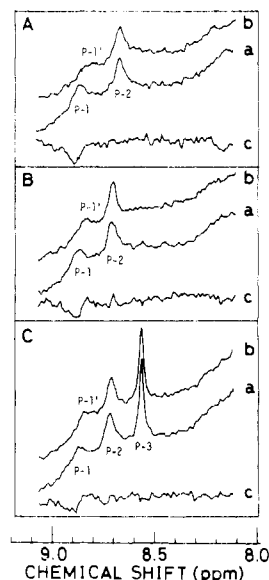 A
P-1'
b
a
P-1
P-2
c
B
P-1'
b
a
P-1
P-2
c
C
P-1'
b
a
P-1
P-2
P-3
c
9.0 8.5 8.0
CHEMICAL SHIFT (ppm)